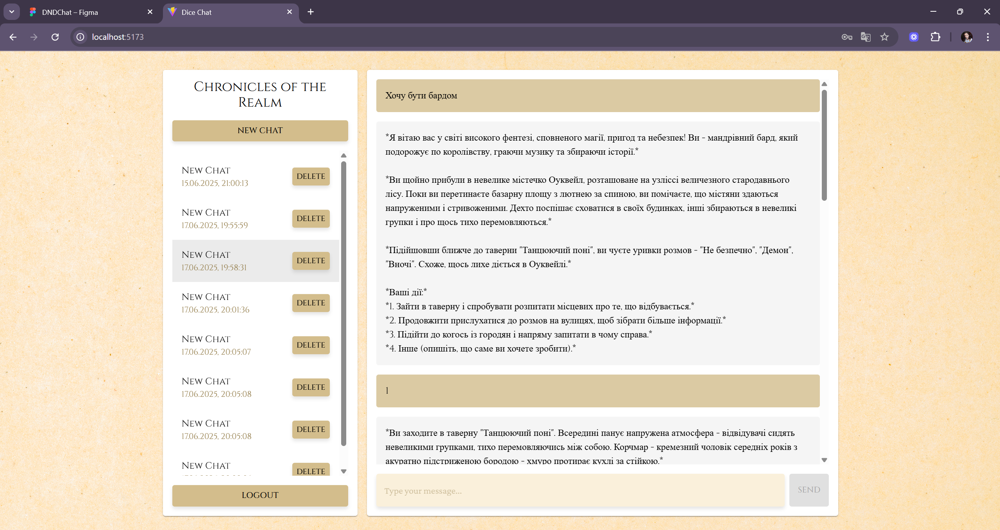 DNDChat – Figma
Dice Chat
localhost:5173
Chronicles of the
Realm
NEW CHAT
New Chat
15.06.2025, 21:00:13
DELETE
New Chat
17.06.2025, 19:55:59
DELETE
New Chat
17.06.2025, 19:58:31
DELETE
New Chat
17.06.2025, 20:01:36
DELETE
New Chat
17.06.2025, 20:05:07
DELETE
New Chat
17.06.2025, 20:05:08
DELETE
New Chat
17.06.2025, 20:05:08
DELETE
New Chat
DELETE
LOGOUT
Хочу бути бардом
*Я вітаю вас у світі високого фентезі, сповненого магії, пригод та небезпек! Ви - мандрівний бард, який
подорожує по королівству, граючи музику та збираючи історії.*
*Ви щойно прибули в невелике містечко Оуквейл, розташоване на узліссі величезного стародавнього
лісу. Поки ви перетинаєте базарну площу з лютнею за спиною, ви помічаєте, що містяни здаються
напруженими і стривоженими. Дехто поспішає сховатися в своїх будинках, інші збираються в невеликі
групки і про щось тихо перемовляються.*
*Підійшовши ближче до таверни "Танцюючий поні", ви чуєте уривки розмов - "Не безпечно", "Демон",
"Вночі". Схоже, щось лихе діється в Оуквейлі.*
*Ваші дії:*
*1. Зайти в таверну і спробувати розпитати місцевих про те, що відбувається.*
*2. Продовжити прислухатися до розмов на вулицях, щоб зібрати більше інформації.*
*3. Підійти до когось із городян і напряму запитати в чому справа.*
*4. Інше (опишіть, що саме ви хочете зробити).*
1
*Ви заходите в таверну "Танцюючий поні". Всередині панує напружена атмосфера - відвідувачі сидять
невеликими групками, тихо перемовляючись між собою. Корчмар - кремезний чоловік середніх років з
акуратно підстриженою бородою - хмуро протирає кухлі за стійкою.*
Type your message...
SEND